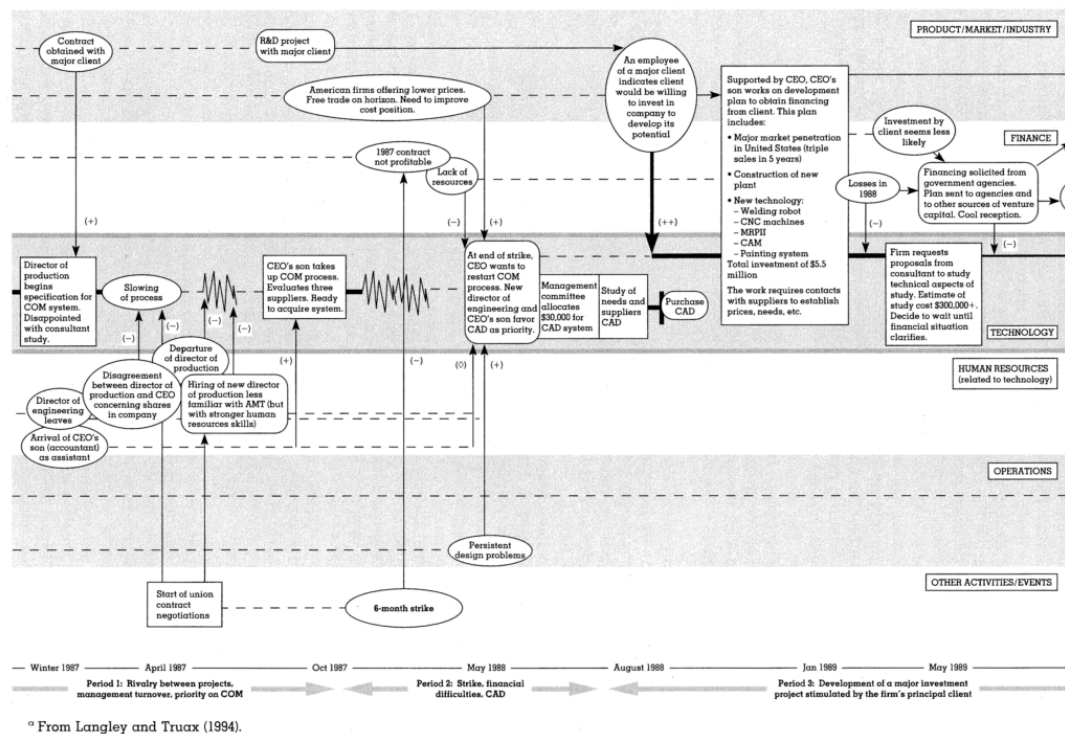 PRODUCT/MARKET/INDUSTRY
Contract
obtained with
major client
R&D project
with major client
An employee
of a major client
indicates client
would be willing
to invest in
company to
develop its
potential
American firms offering lower prices.
Free trade on horizon. Need to improve
cost position.
Supported by CEO, CEO's
son works on development
plan to obtain financing
from client. This plan
includes:
• Major market penetration
in United States (triple
sales in 5 years)
• Construction of new
plant
• New technology:
– Welding robot
– CNC machines
– MRPII
– CAM
– Painting system
Total investment of $5.5
million
The work requires contacts
with suppliers to establish
prices, needs, etc.
Investment by
client seems less
likely
FINANCE
1987 contract
not profitable
Lack of
resources
Losses in
1988
Financing solicited from
government agencies.
Plan sent to agencies and
to other sources of venture
capital. Cool reception.
(+)
(–)
(+)
(++)
(–)
(–)
Director of
production
begins
specification for
COM system.
Disappointed
with consultant
study.
Slowing
of process
CEO's son takes
up COM process.
Evaluates three
suppliers. Ready
to acquire system.
At end of strike,
CEO wants to
restart COM
process. New
director of
engineering and
CEO's son favor
CAD as priority.
Management
committee
allocates
$30,000 for
CAD system
Study of
needs and
suppliers
CAD
Purchase
CAD
Firm requests
proposals from
consultant to study
technical aspects of
study. Estimate of
study cost $300,000+.
Decide to wait until
financial situation
clarifies.
TECHNOLOGY
(–)
(–)
(–)
(–)
(+)
(–)
(0)
(+)
HUMAN RESOURCES
(related to technology)
Departure of
director of
production
Disagreement
between director of
production and CEO
concerning shares
in company
Hiring of new director
of production less
familiar with AMT (but
with stronger human
resources skills)
Director of
engineering
leaves
Arrival of CEO's
son (accountant)
as assistant
OPERATIONS
Persistent
design problems
OTHER ACTIVITIES/EVENTS
Start of union
contract
negotiations
6-month strike
Winter 1987
April 1987
Oct 1987
May 1988
August 1988
Jan 1989
May 1989
Period 1: Rivalry between projects,
management turnover, priority on COM
Period 2: Strike, financial
difficulties, CAD
Period 3: Development of a major investment
project stimulated by the firm's principal client
ᵅ From Langley and Truax (1994).